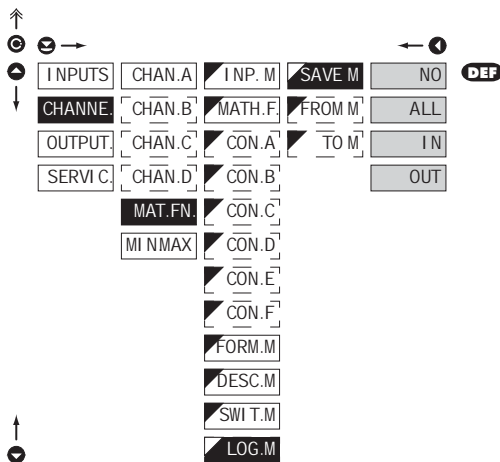 INPUTS CHAN.A INP. M SAVE M NO DEF
CHANNE. CHAN.B MATH.F. FROM M ALL
OUTPUT. CHAN.C CON.A TO M IN
SERVIC. CHAN.D CON.B OUT
MAT.FN. CON.C
MINMAX CON.D
CON.E
CON.F
FORM.M
DESC.M
SWIT.M
LOG.M